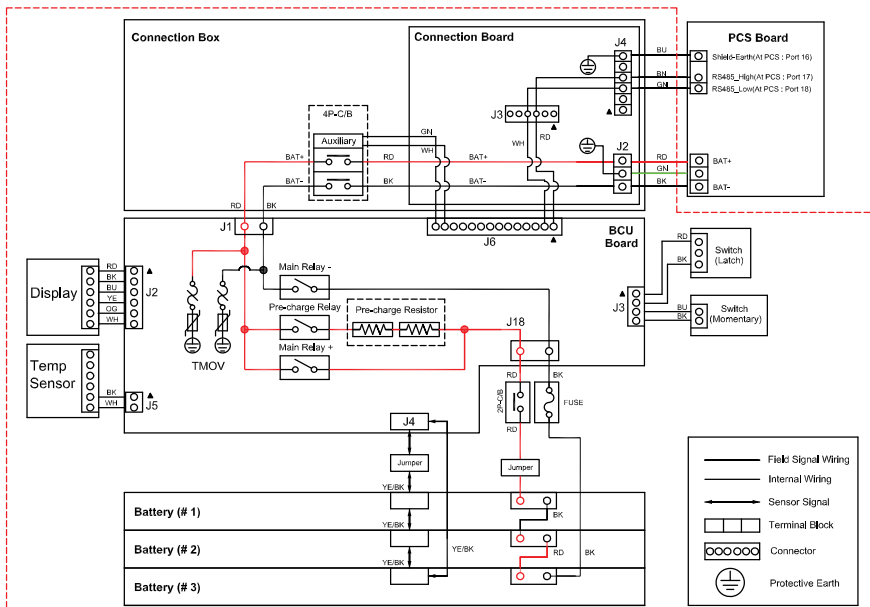 Connection Box
Connection Board
PCS Board
J4
BU
Shield-Earth(At PCS : Port 16)
BN
RS485_High(At PCS : Port 17)
GN
RS485_Low(At PCS : Port 18)
4P-C/B
J3
Auxiliary
GN
WH
RD
WH
J2
BAT+
RD
BAT+
RD
BAT+
GN
BAT-
BK
BAT-
BK
BAT-
RD
BK
J1
J6
BCU
Board
RD
Switch
(Latch)
BK
Main Relay -
RD
BK
BU
YE
OG
WH
Display
J2
J3
BU
BK
Switch
(Momentary)
Pre-charge Relay
Pre-charge Resistor
J18
Main Relay +
TMOV
Temp
Sensor
BK
WH
J5
RD
BK
2P-C/B
FUSE
J4
RD
Jumper
Jumper
YE/BK
Battery (# 1)
BK
YE/BK
Battery (# 2)
YE/BK
RD
BK
YE/BK
Battery (# 3)
Field Signal Wiring
Internal Wiring
Sensor Signal
Terminal Block
Connector
Protective Earth